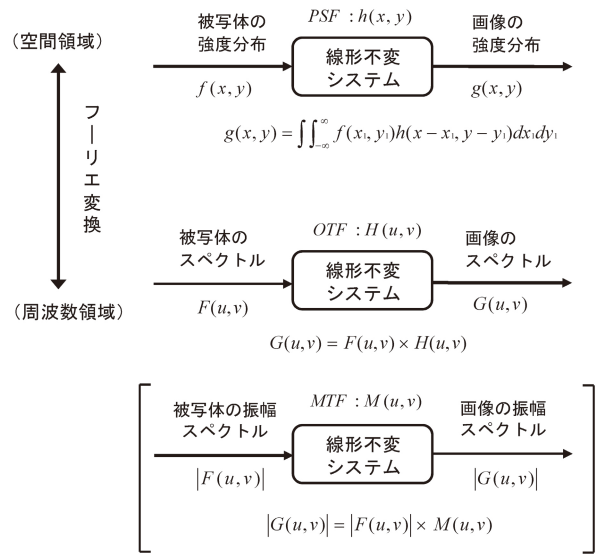 （空間領域）
被写体の
強度分布
f(x, y)
PSF : h(x, y)
線形不変
システム
画像の
強度分布
g(x, y)
g(x, y) = ∬_{-∞}^{∞} f(x₁, y₁)h(x − x₁, y − y₁)dx₁dy₁
フーリエ変換
（周波数領域）
被写体の
スペクトル
F(u, v)
OTF : H(u, v)
線形不変
システム
画像の
スペクトル
G(u, v)
G(u, v) = F(u, v) × H(u, v)
被写体の振幅
スペクトル
|F(u, v)|
MTF : M(u, v)
線形不変
システム
画像の振幅
スペクトル
|G(u, v)|
|G(u, v)| = |F(u, v)| × M(u, v)